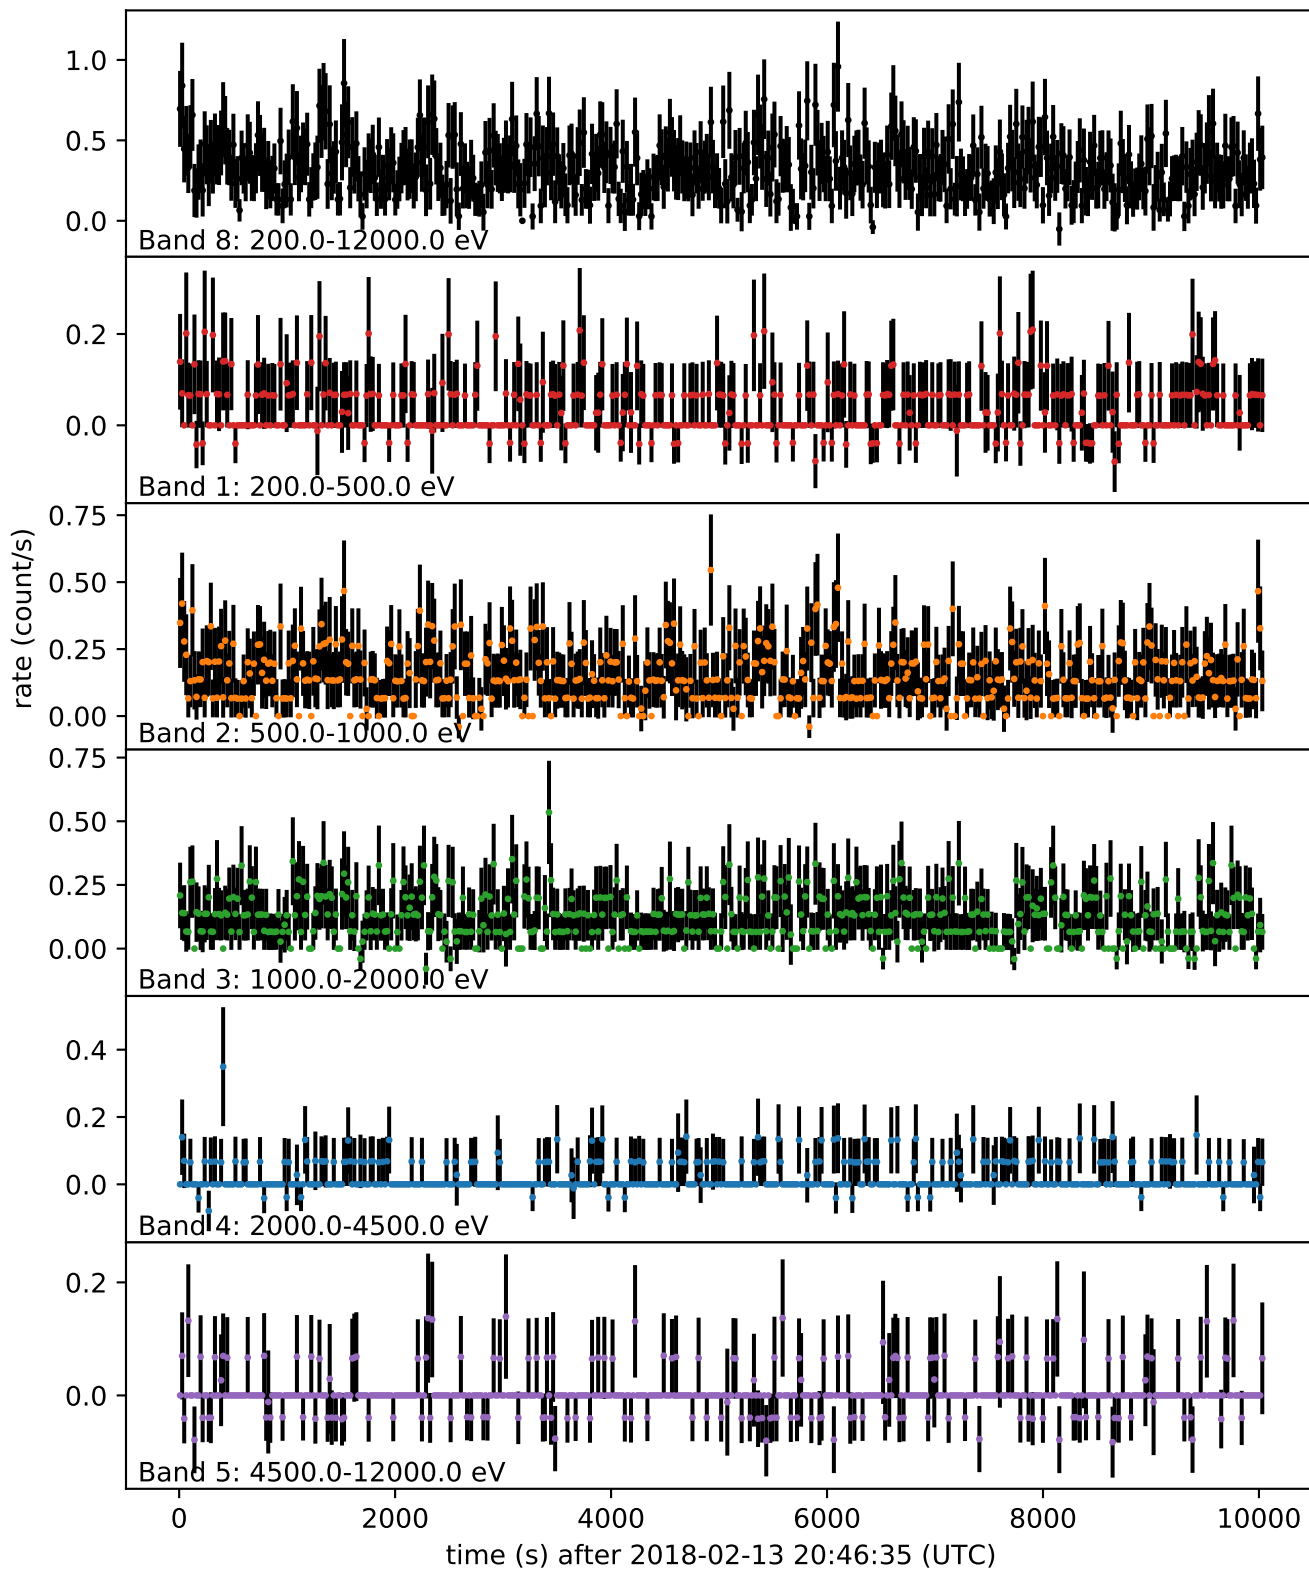 1.0
0.5
0.0
Band 8: 200.0-12000.0 eV
0.2
0.0
Band 1: 200.0-500.0 eV
rate (count/s)
0.75
0.50
0.25
0.00
Band 2: 500.0-1000.0 eV
0.75
0.50
0.25
0.00
Band 3: 1000.0-2000.0 eV
0.4
0.2
0.0
Band 4: 2000.0-4500.0 eV
0.2
0.0
Band 5: 4500.0-12000.0 eV
0 2000 4000 6000 8000 10000
time (s) after 2018-02-13 20:46:35 (UTC)